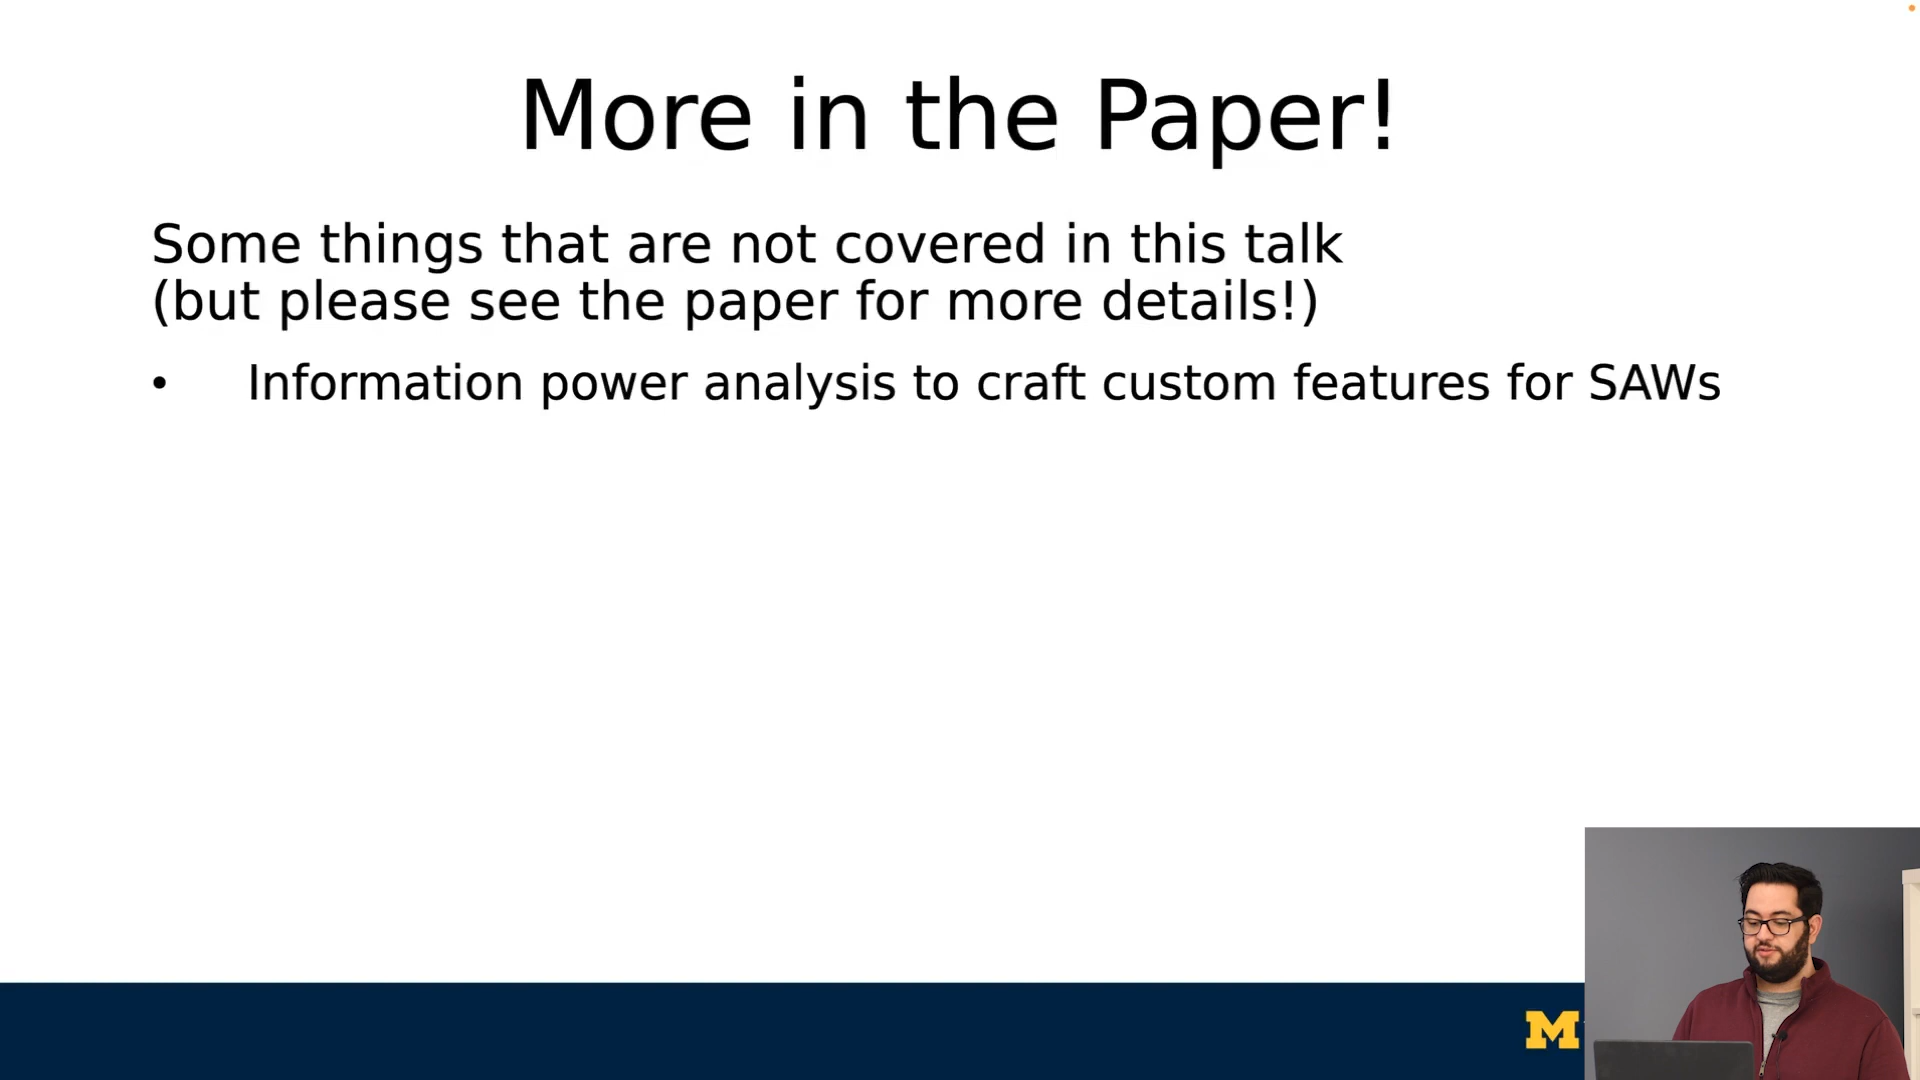 More in the Paper!
Some things that are not covered in this talk
(but please see the paper for more details!)
• Information power analysis to craft custom features for SAWs
M